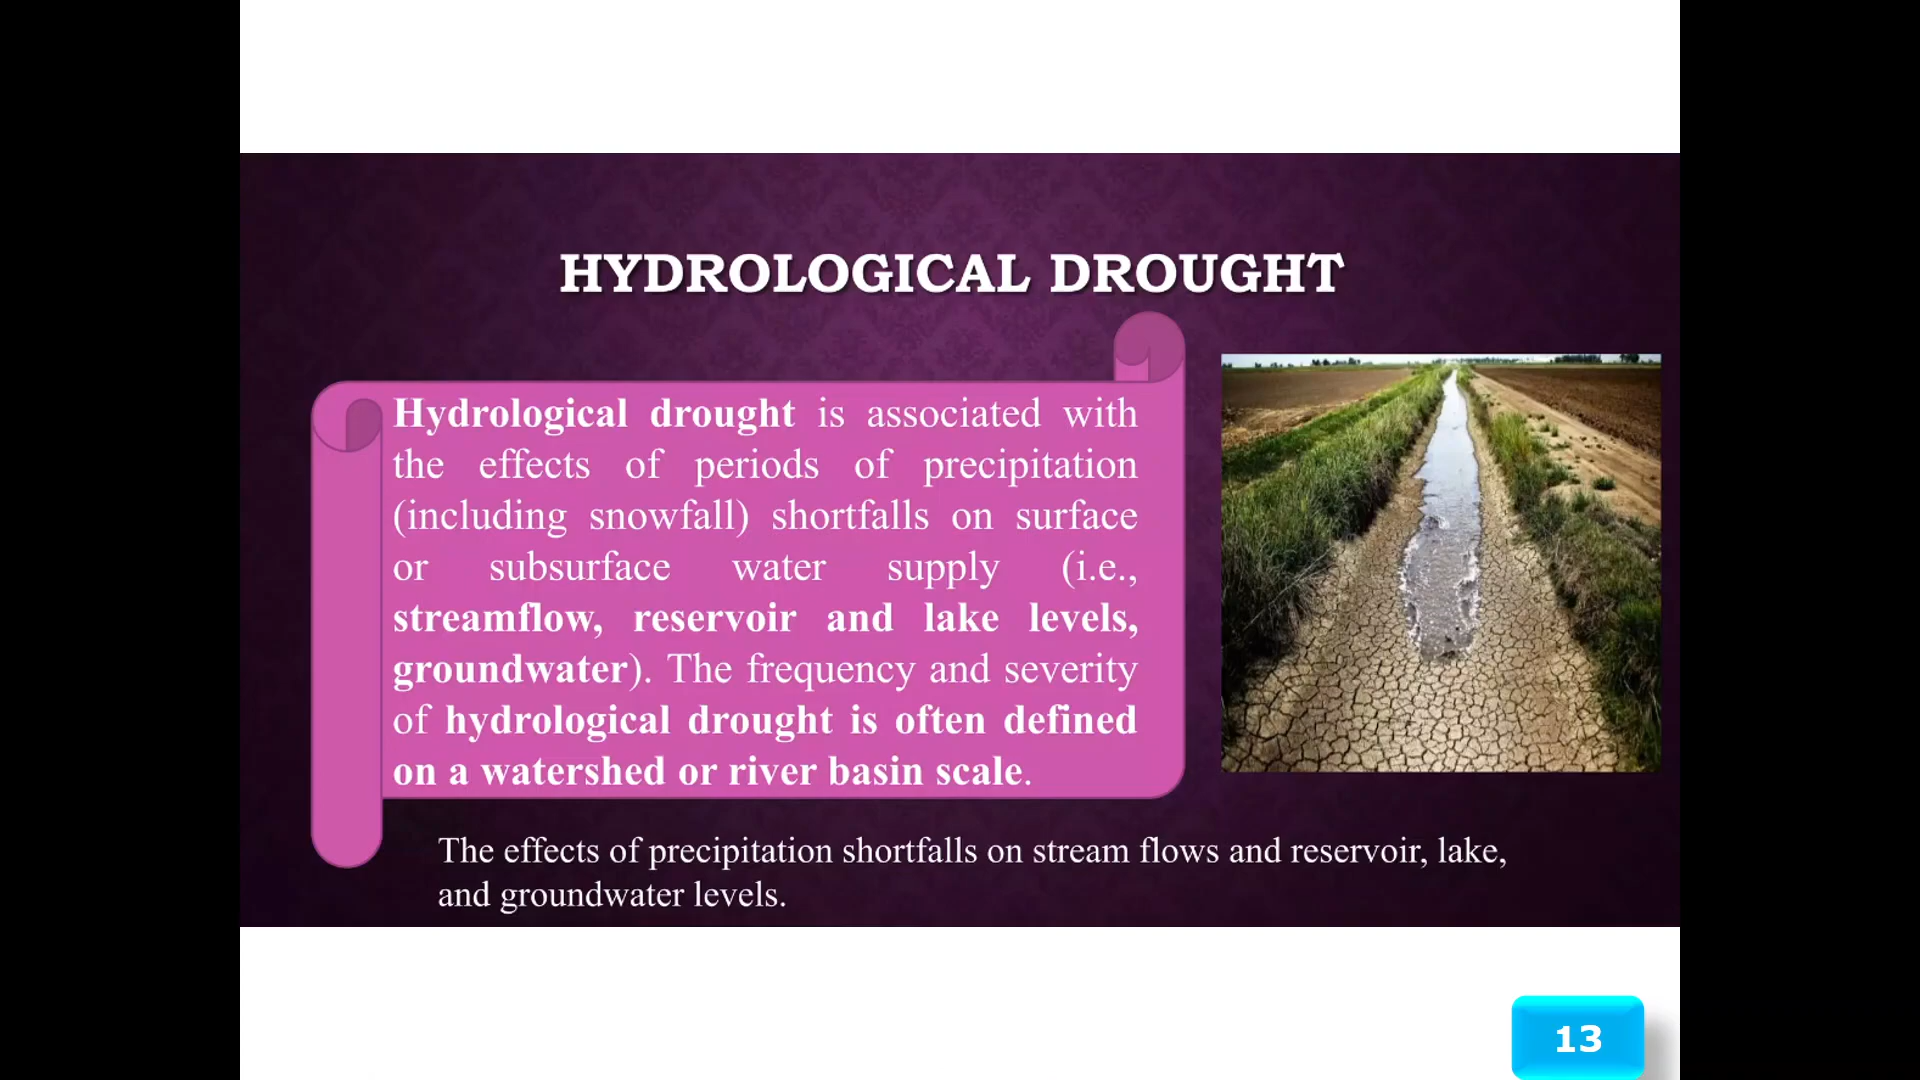 HYDROLOGICAL DROUGHT
Hydrological drought is associated with
the effects of periods of precipitation
(including snowfall) shortfalls on surface
or subsurface water supply (i.e.,
streamflow, reservoir and lake levels,
groundwater). The frequency and severity
of hydrological drought is often defined
on a watershed or river basin scale.
The effects of precipitation shortfalls on stream flows and reservoir, lake,
and groundwater levels.
13